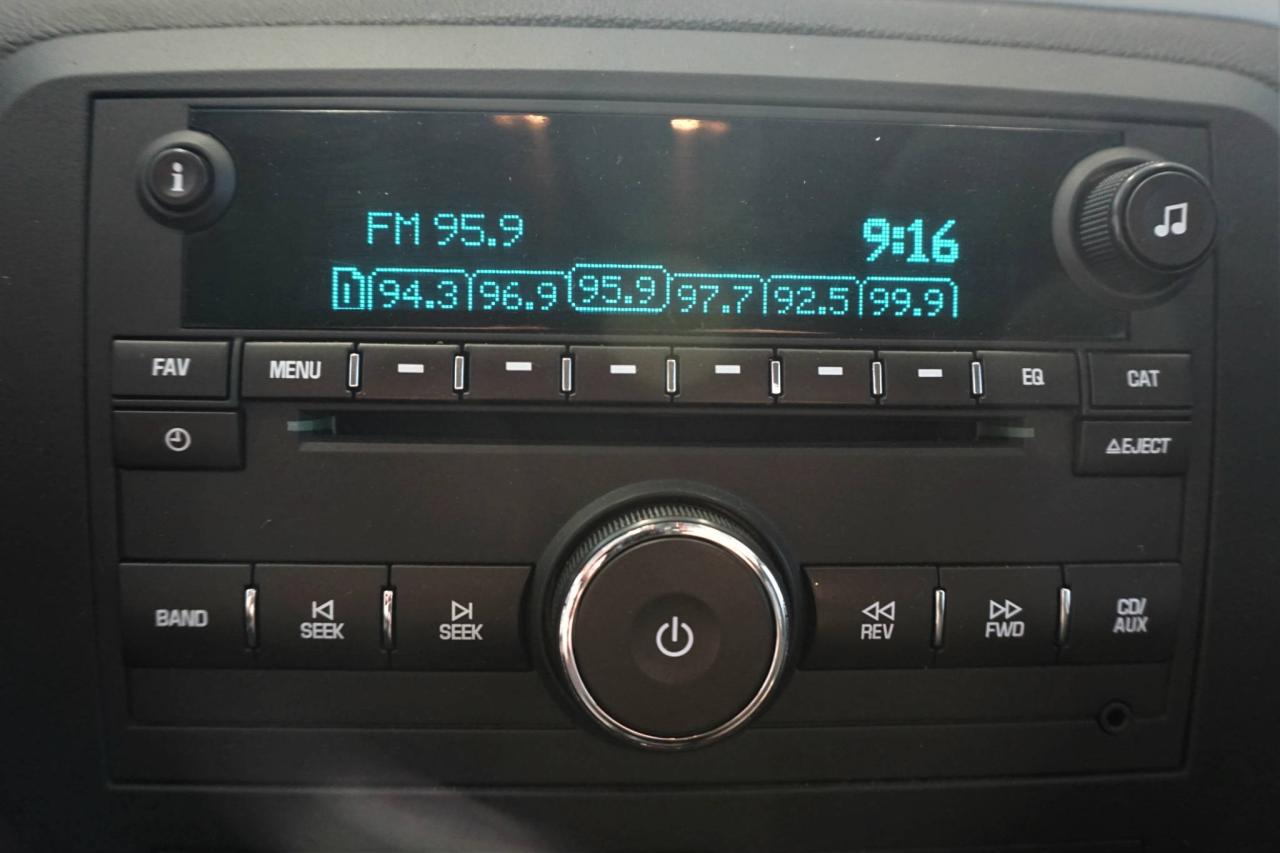 i
FM 95.9 9:16
1 94.3 96.9 95.9 97.7 92.5 99.9
FAV MENU EQ CAT
EJECT
BAND SEEK SEEK REV FWD CD/
AUX